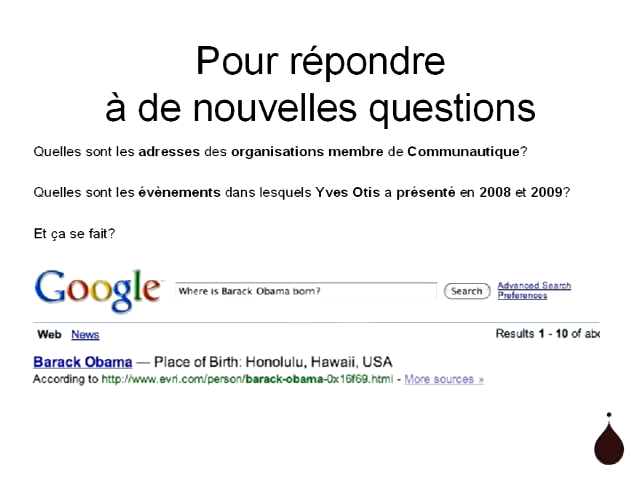 Pour répondre
à de nouvelles questions
Quelles sont les adresses des organisations membre de Communautique?
Quelles sont les évènements dans lesquels Yves Otis a présenté en 2008 et 2009?
Et ça se fait?
Google Where is Barack Obama born? Search Advanced Search
Preferences
Web News Results 1 - 10 of abo
Barack Obama — Place of Birth: Honolulu, Hawaii, USA
According to http://www.evri.com/person/barack-obama-0x16f69.html - More sources »